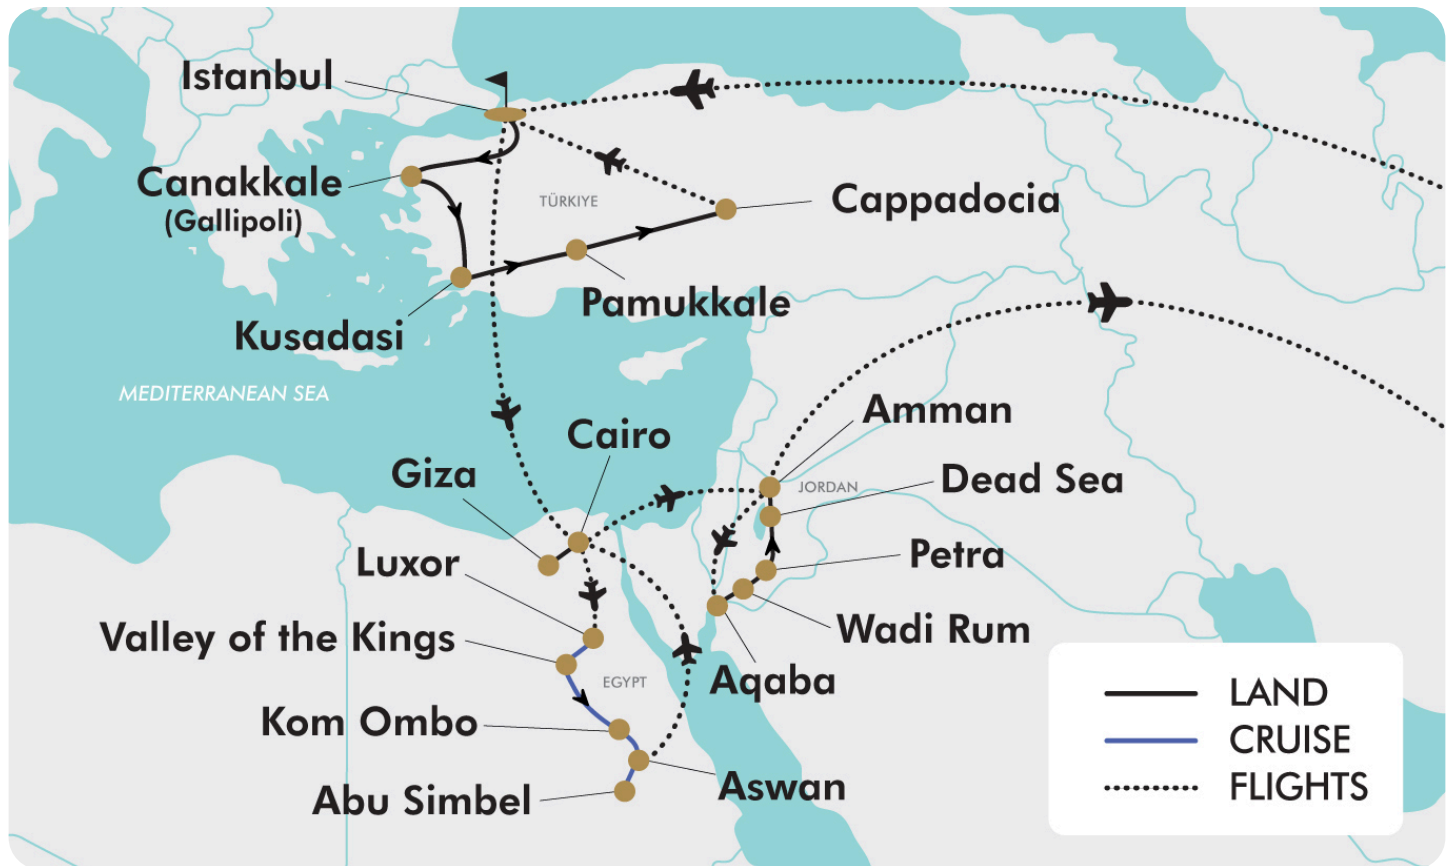 Istanbul
Canakkale
(Gallipoli)
TÜRKIYE
Cappadocia
Pamukkale
Kusadasi
MEDITERRANEAN SEA
Amman
Cairo
Giza
Dead Sea
JORDAN
Luxor
Petra
Valley of the Kings
Wadi Rum
EGYPT
Aqaba
Kom Ombo
Aswan
Abu Simbel
LAND
CRUISE
FLIGHTS